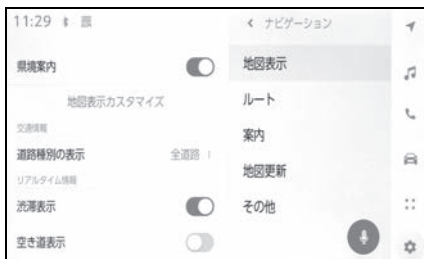 11:29
県境案内
地図表示カスタマイズ
交通情報
道路種別の表示 全道路
リアルタイム情報
渋滞表示
空き道表示
ナビゲーション
地図表示
ルート
案内
地図更新
その他